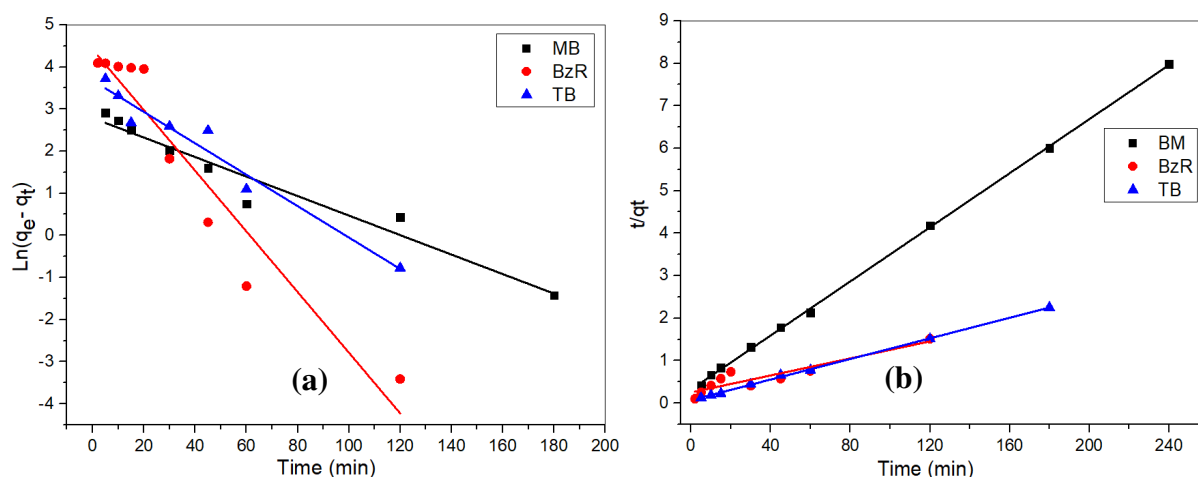 5
4
3
2
1
0
-1
-2
-3
-4
Ln(qe- qt)
MB
BzR
TB
(a)
0 20 40 60 80 100 120 140 160 180 200
Time (min)
9
8
7
6
5
4
3
2
1
0
t/qt
BM
BzR
TB
(b)
0 40 80 120 160 200 240
Time (min)